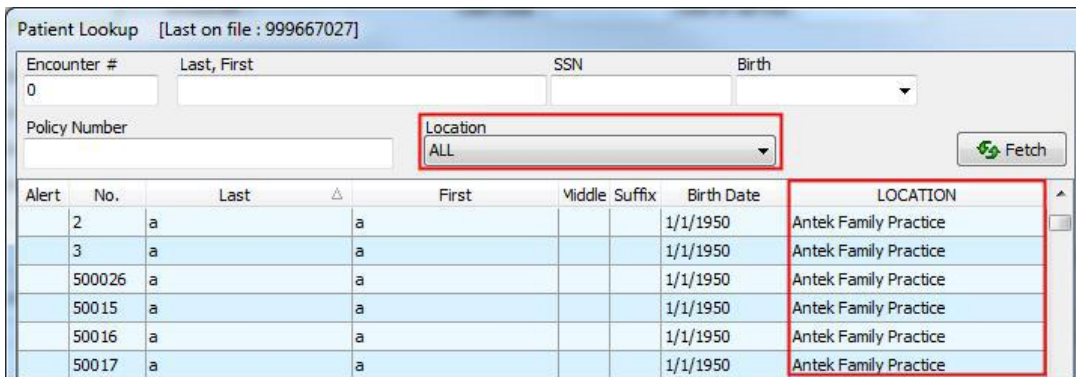 Patient Lookup [Last on file : 999667027]
Encounter # Last, First SSN Birth
0
Policy Number Location
ALL Fetch
Alert No. Last First Middle Suffix Birth Date LOCATION
2 a a 1/1/1950 Antek Family Practice
3 a a 1/1/1950 Antek Family Practice
500026 a a 1/1/1950 Antek Family Practice
50015 a a 1/1/1950 Antek Family Practice
50016 a a 1/1/1950 Antek Family Practice
50017 a a 1/1/1950 Antek Family Practice